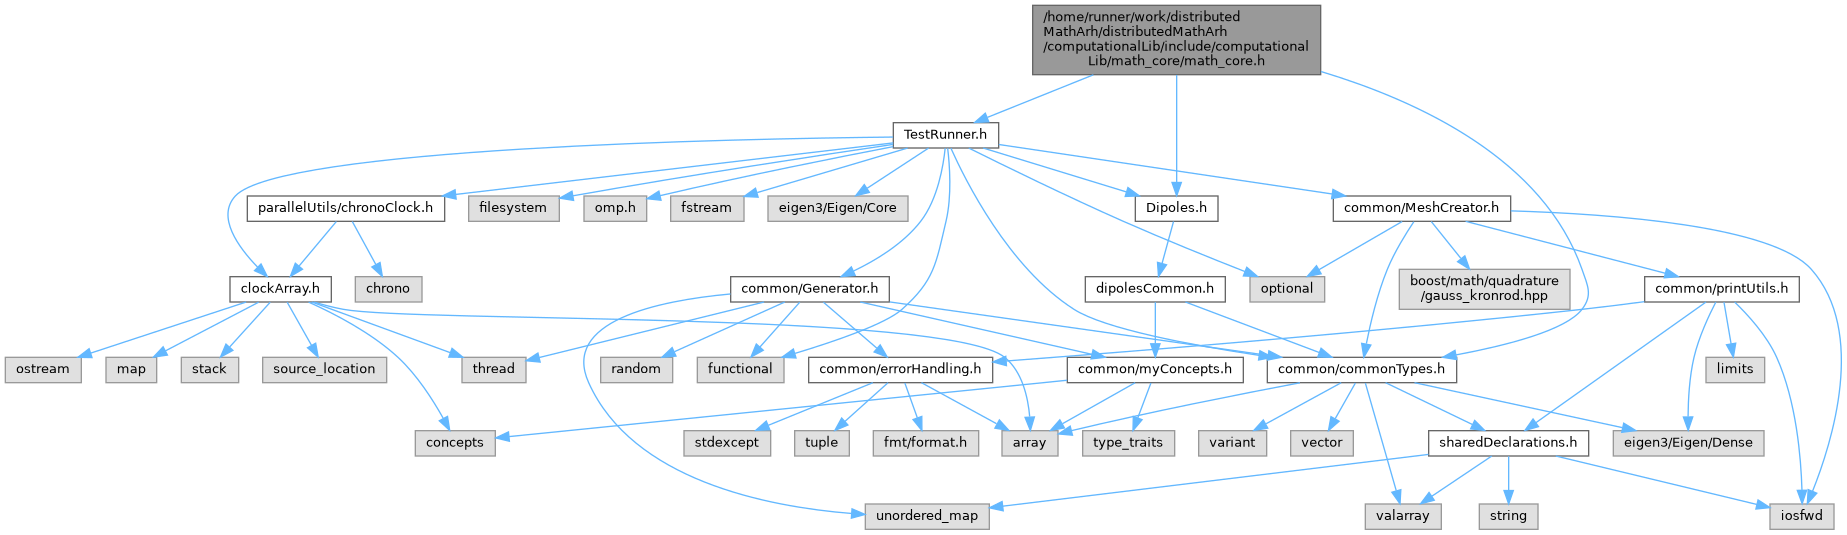 /home/runner/work/distributed
MathArh/distributedMathArh
/computationalLib/include/computational
Lib/math_core/math_core.h
TestRunner.h
parallelUtils/chronoClock.h
filesystem
omp.h
fstream
eigen3/Eigen/Core
Dipoles.h
common/MeshCreator.h
clockArray.h
chrono
common/Generator.h
dipolesCommon.h
optional
boost/math/quadrature
/gauss_kronrod.hpp
common/printUtils.h
ostream
map
stack
source_location
thread
random
functional
common/errorHandling.h
common/myConcepts.h
common/commonTypes.h
limits
concepts
stdexcept
tuple
fmt/format.h
array
type_traits
variant
vector
sharedDeclarations.h
eigen3/Eigen/Dense
unordered_map
valarray
string
iosfwd